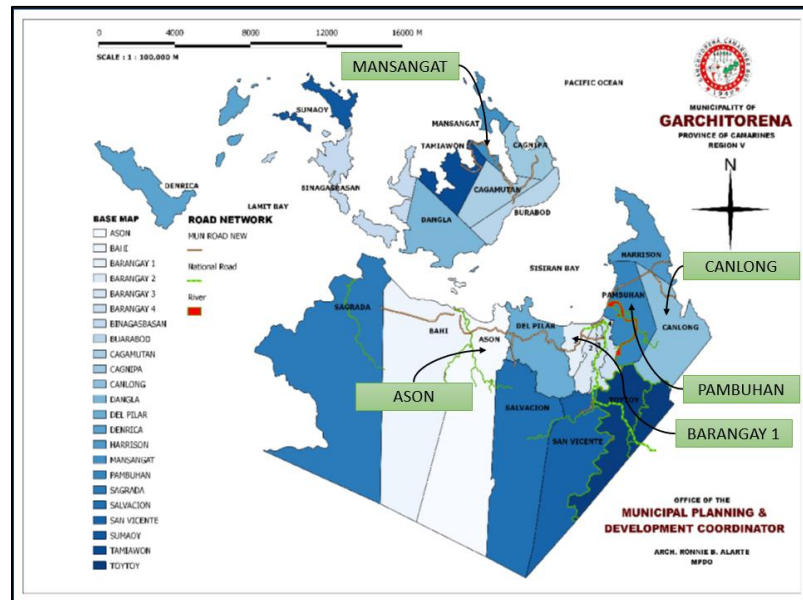 0 4000 8000 12000 16000 M
SCALE : 1 : 100,000 M
MANSANGAT
PACIFIC OCEAN
MUNICIPALITY OF
GARCHITORENA
PROVINCE OF CAMARINES
REGION V
N
SUMAOY
MANSANGAT
TAMIAWON
CAGNIPA
CAGAMUTAN
BURABOD
DANGLA
BINAGASBASAN
DENRICA
LAMIT BAY
SISIRAN BAY
BASE MAP
ASON
BAHI
BARANGAY 1
BARANGAY 2
BARANGAY 3
BARANGAY 4
BINAGASBASAN
BURABOD
CAGAMUTAN
CAGNIPA
CANLONG
DANGLA
DEL PILAR
DENRICA
HARRISON
MANSANGAT
PAMBUHAN
SAGRADA
SALVACION
SAN VICENTE
SUMAOY
TAMIAWON
TOYTOY
ROAD NETWORK
MUN ROAD NEW
National Road
River
HARRISON
CANLONG
PAMBUHAN
SAGRADA
BAHI
ASON
DEL PILAR
CANLONG
2
ASON
PAMBUHAN
SALVACION
TOYTOY
BARANGAY 1
SAN VICENTE
OFFICE OF THE
MUNICIPAL PLANNING &
DEVELOPMENT COORDINATOR
ARCH. RONNIE B. ALARTE
MPDO